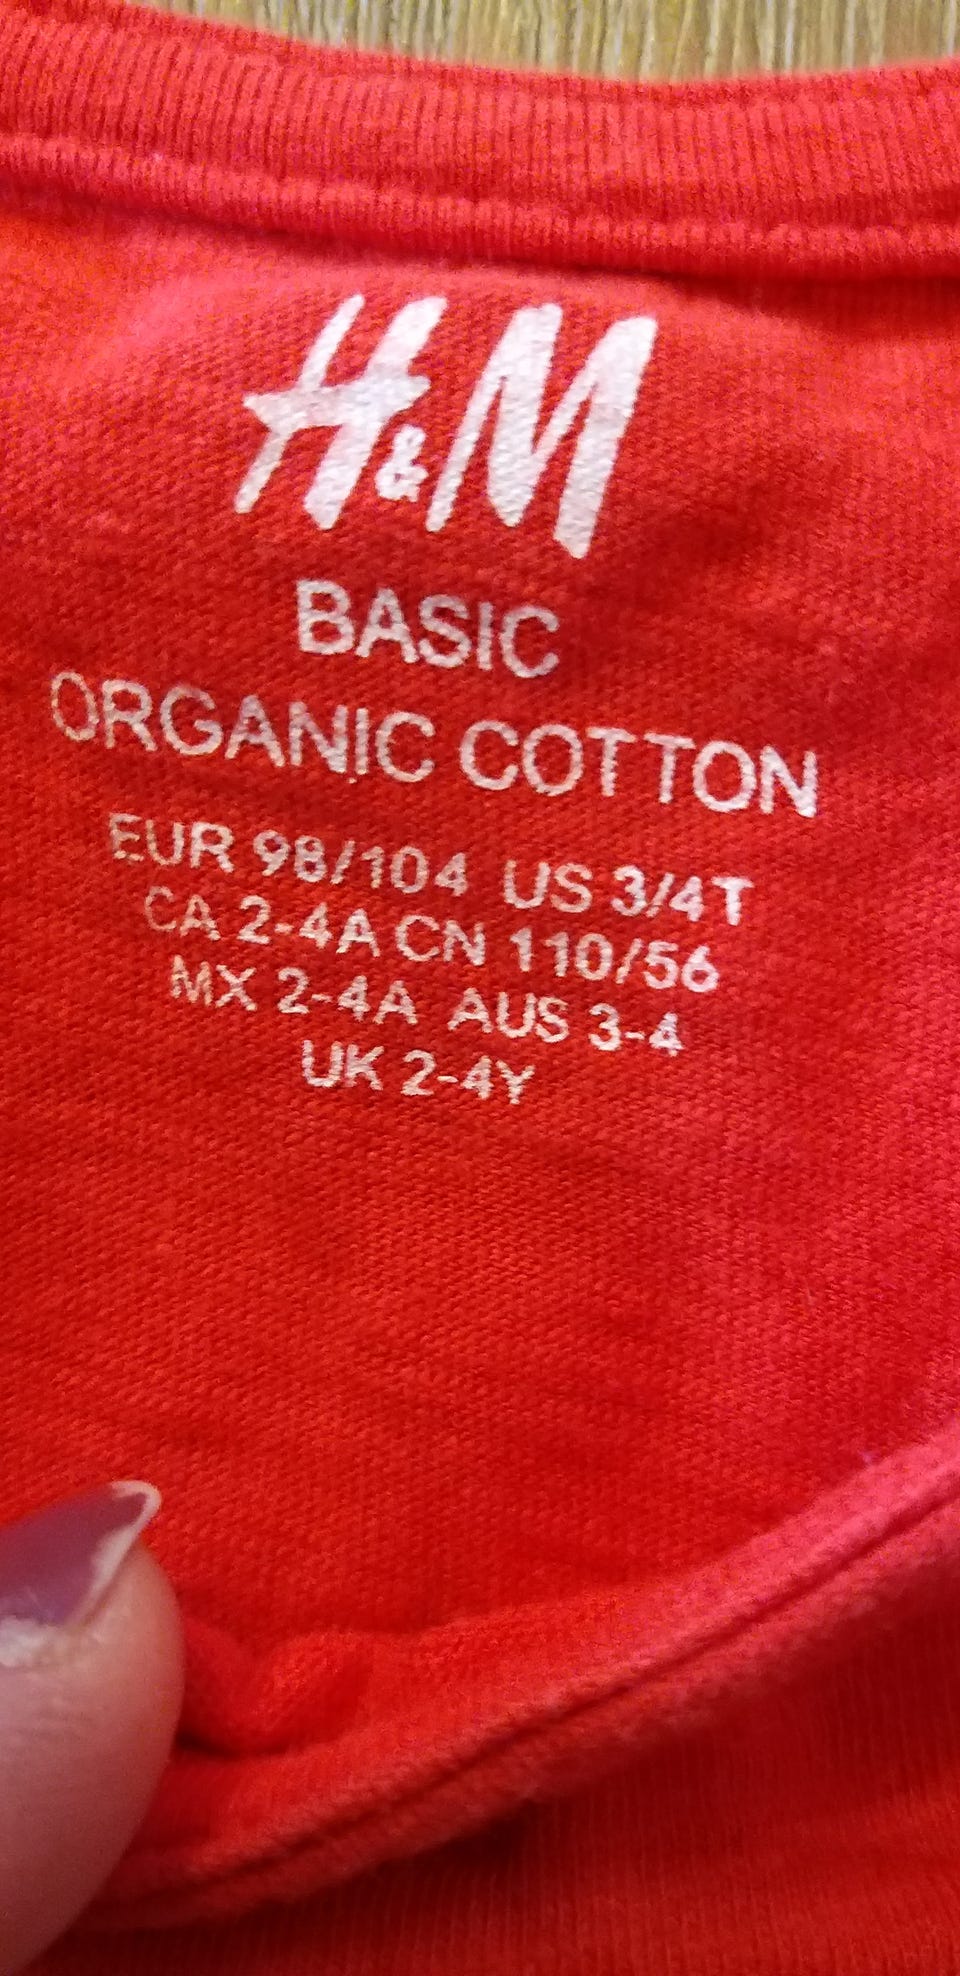 H&M
BASIC
ORGANIC COTTON
EUR 98/104 US 3/4T
CA 2-4A CN 110/56
MX 2-4A AUS 3-4
UK 2-4Y